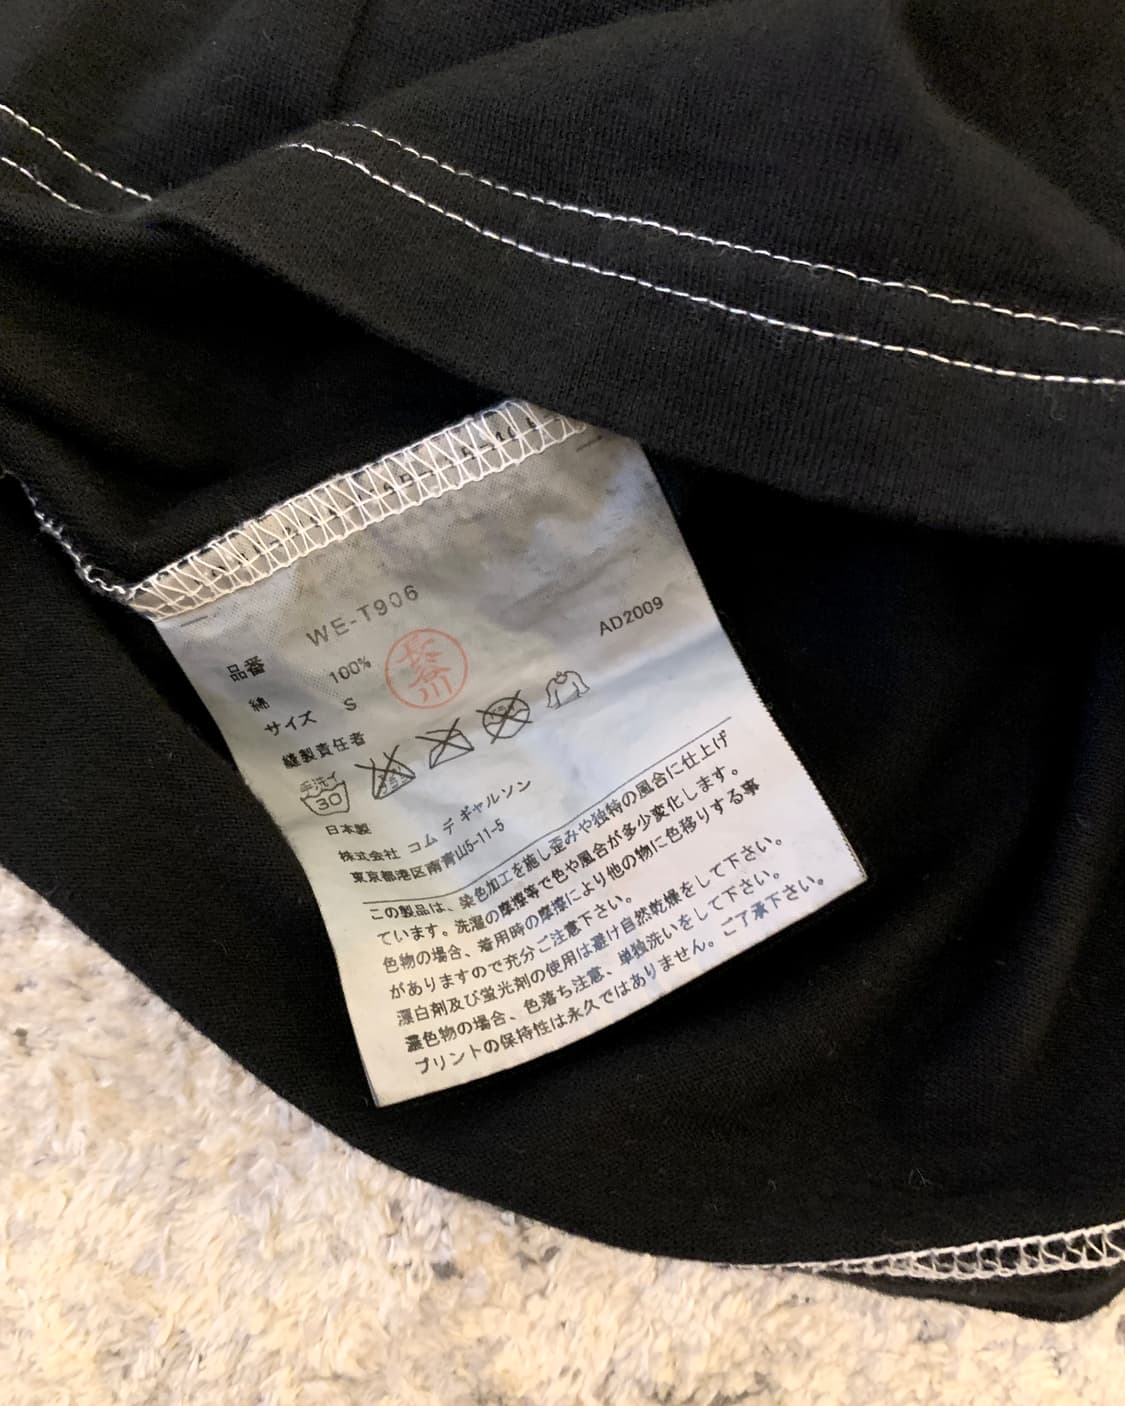 品番 WE-T906
綿 100%
サイズ S
AD2009
縫製責任者
長谷川
手洗イ
30
日本製
株式会社 コム デ ギャルソン
東京都港区南青山5-11-5
この製品は、染色加工を施し歪みや独特の風合に仕上げ
ています。洗濯の摩擦等で色や風合が多少変化します。
色物の場合、着用時の摩擦により他の物に色移りする事
がありますので充分ご注意下さい。
漂白剤及び蛍光剤の使用は避け自然乾燥をして下さい。
濃色物の場合、色落ち注意、単独洗いをして下さい。
プリントの保持性は永久ではありません。ご了承下さい。